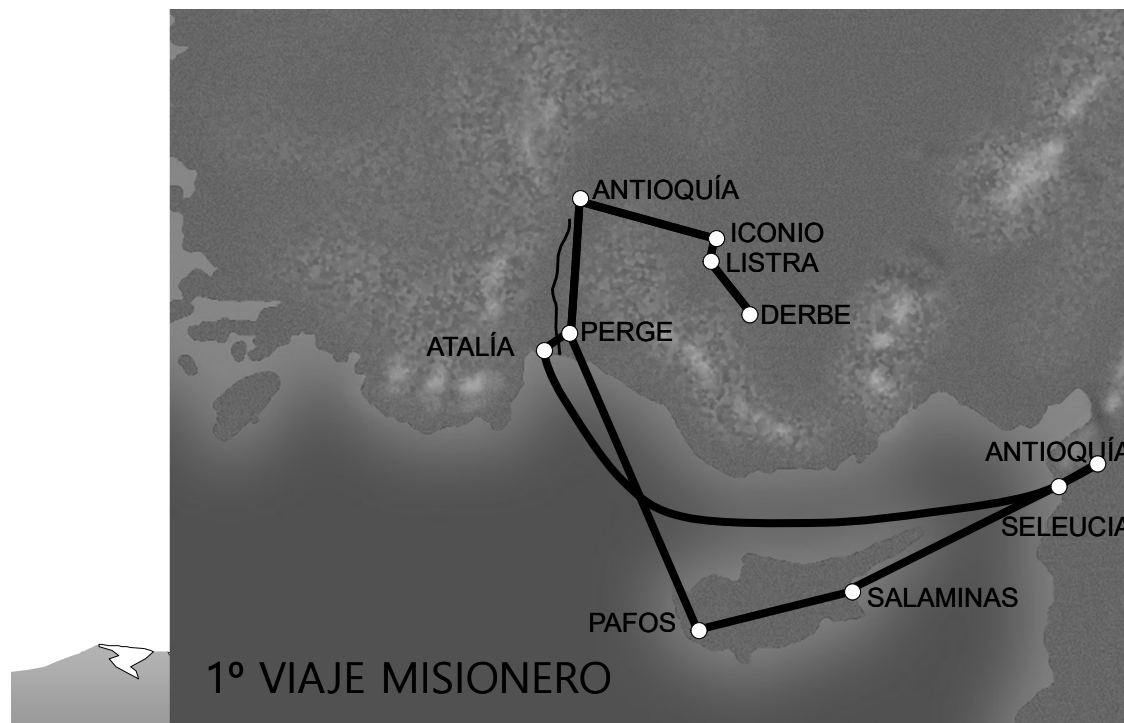 ANTIOQUÍA
ICONIO
LISTRA
DERBE
PERGE
ATALÍA
ANTIOQUÍA
SELEUCIA
SALAMINAS
PAFOS
1º VIAJE MISIONERO